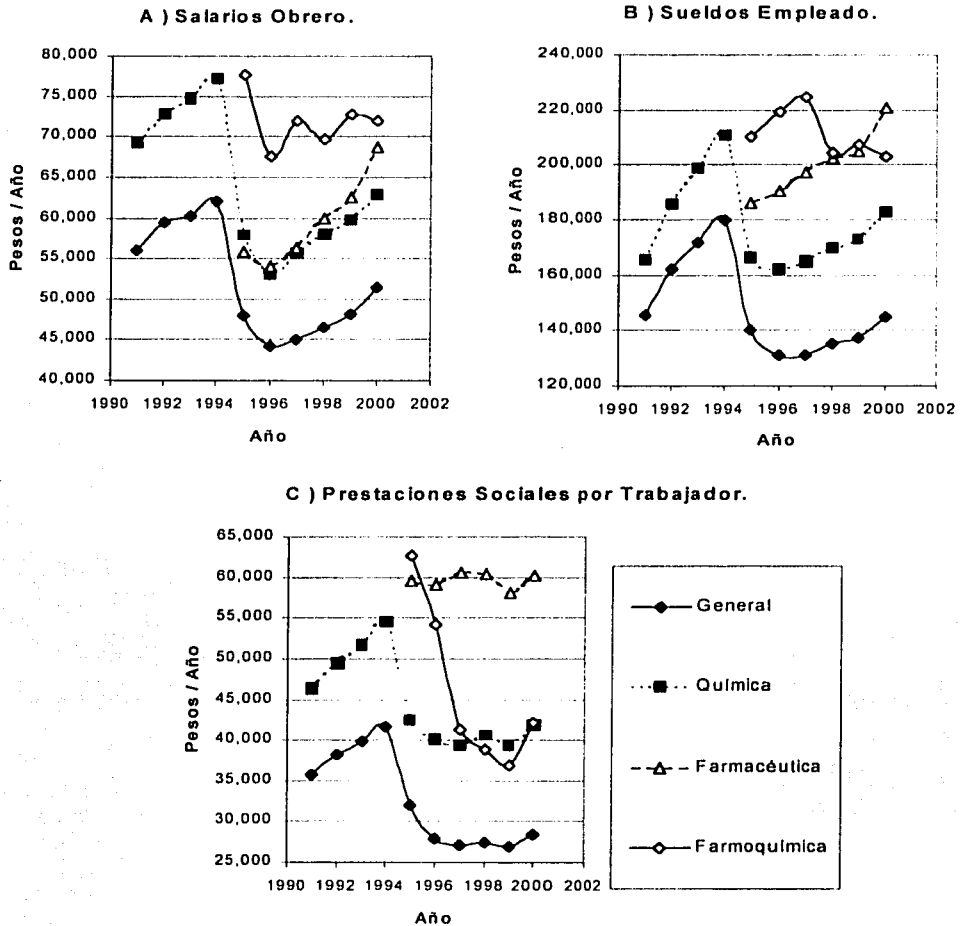 A ) Salarios Obrero.
80,000
75,000
70,000
65,000
60,000
55,000
50,000
45,000
40,000
Pesos / Año
1990 1992 1994 1996 1998 2000 2002
Año
B ) Sueldos Empleado.
240,000
220,000
200,000
180,000
160,000
140,000
120,000
Pesos / Año
1990 1992 1994 1996 1998 2000 2002
Año
C ) Prestaciones Sociales por Trabajador.
65,000
60,000
55,000
50,000
45,000
40,000
35,000
30,000
25,000
Pesos / Año
1990 1992 1994 1996 1998 2000 2002
Año
General
Química
Farmacéutica
Farmoquímica